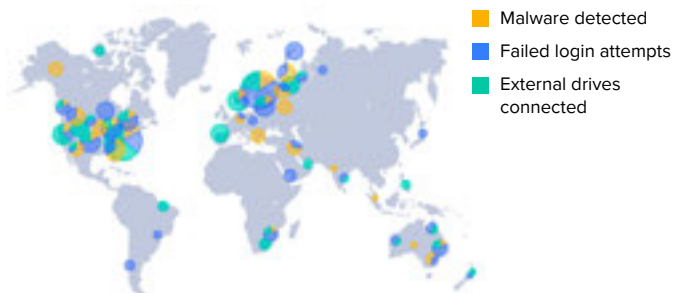 Malware detected
Failed login attempts
External drives
connected